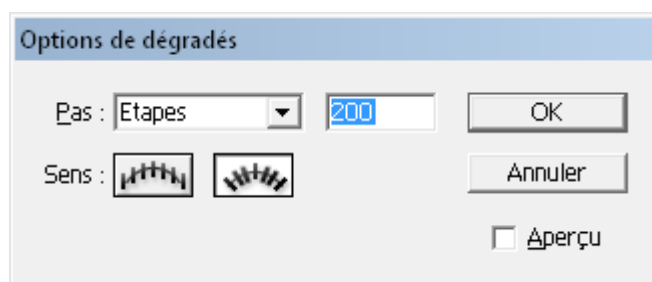 Options de dégradés
Pas : Etapes 200 OK
Sens : Annuler
Aperçu